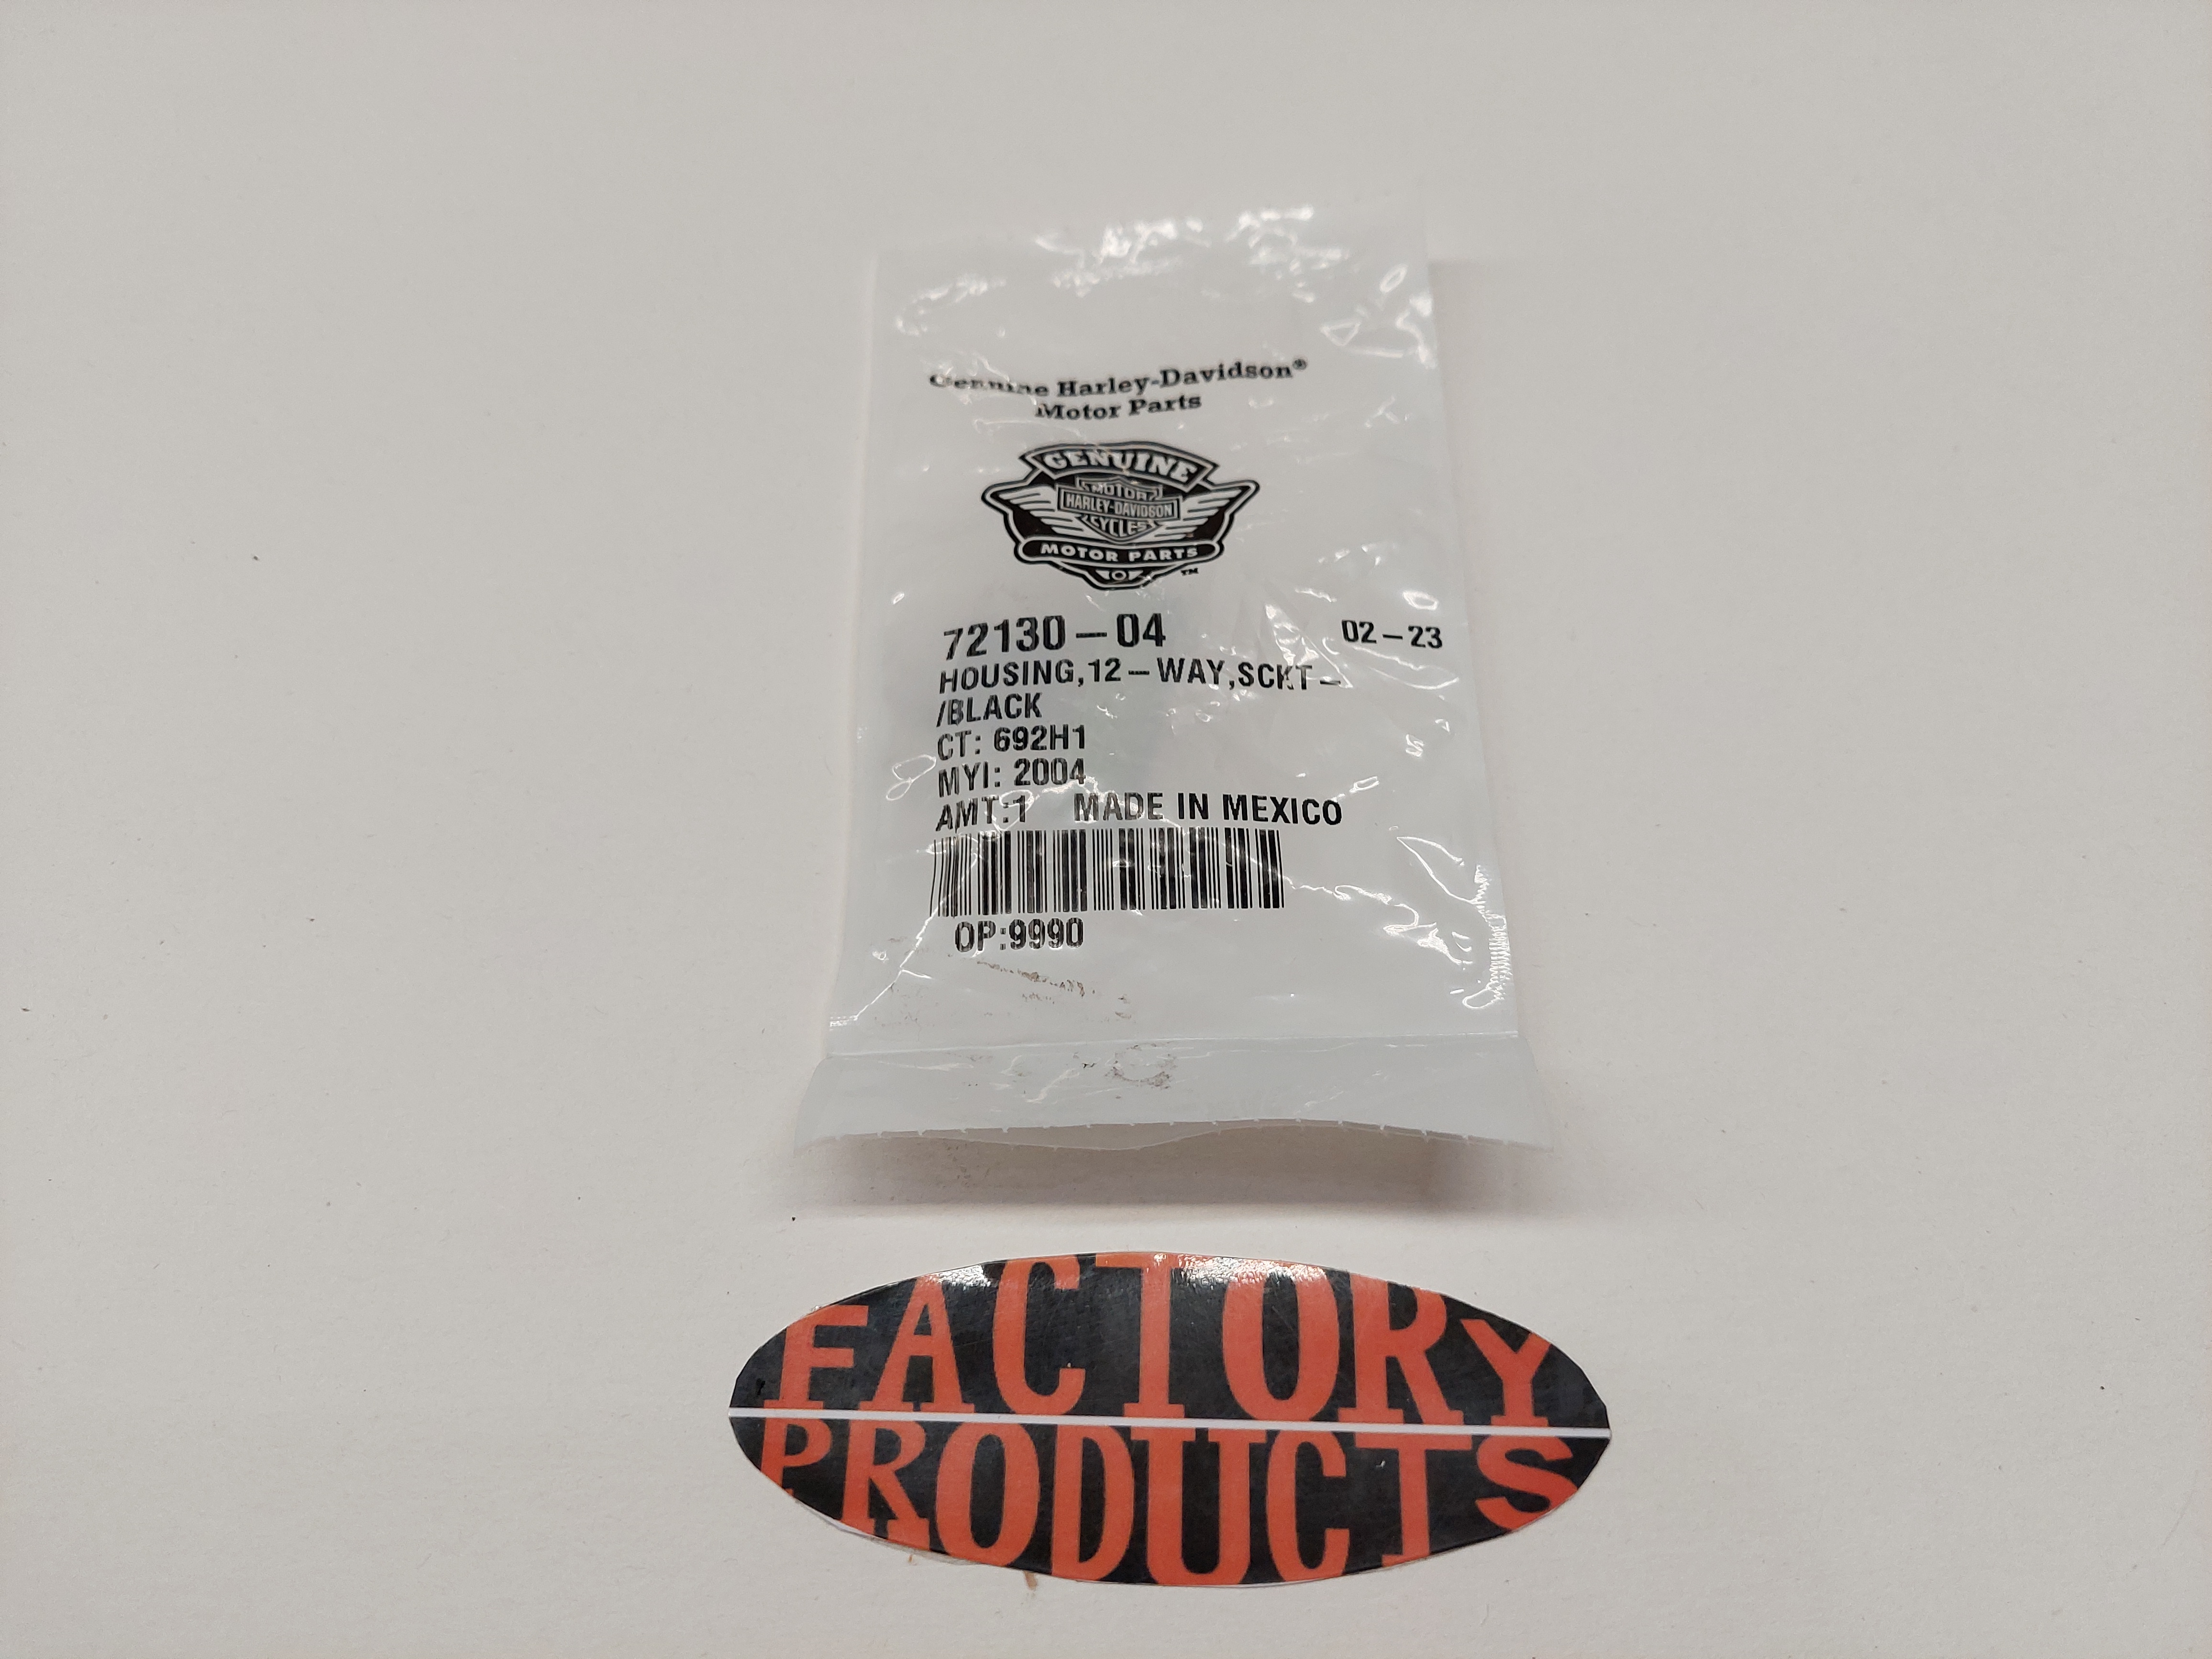 Genuine Harley-Davidson®
Motor Parts
GENUINE
MOTOR
HARLEY-DAVIDSON
CYCLES
MOTOR PARTS
™
72130-04 02-23
HOUSING,12-WAY,SCKT-
/BLACK
CT: 692H1
MYI: 2004
AMT:1 MADE IN MEXICO
OP:9990
FACTORY
PRODUCTS